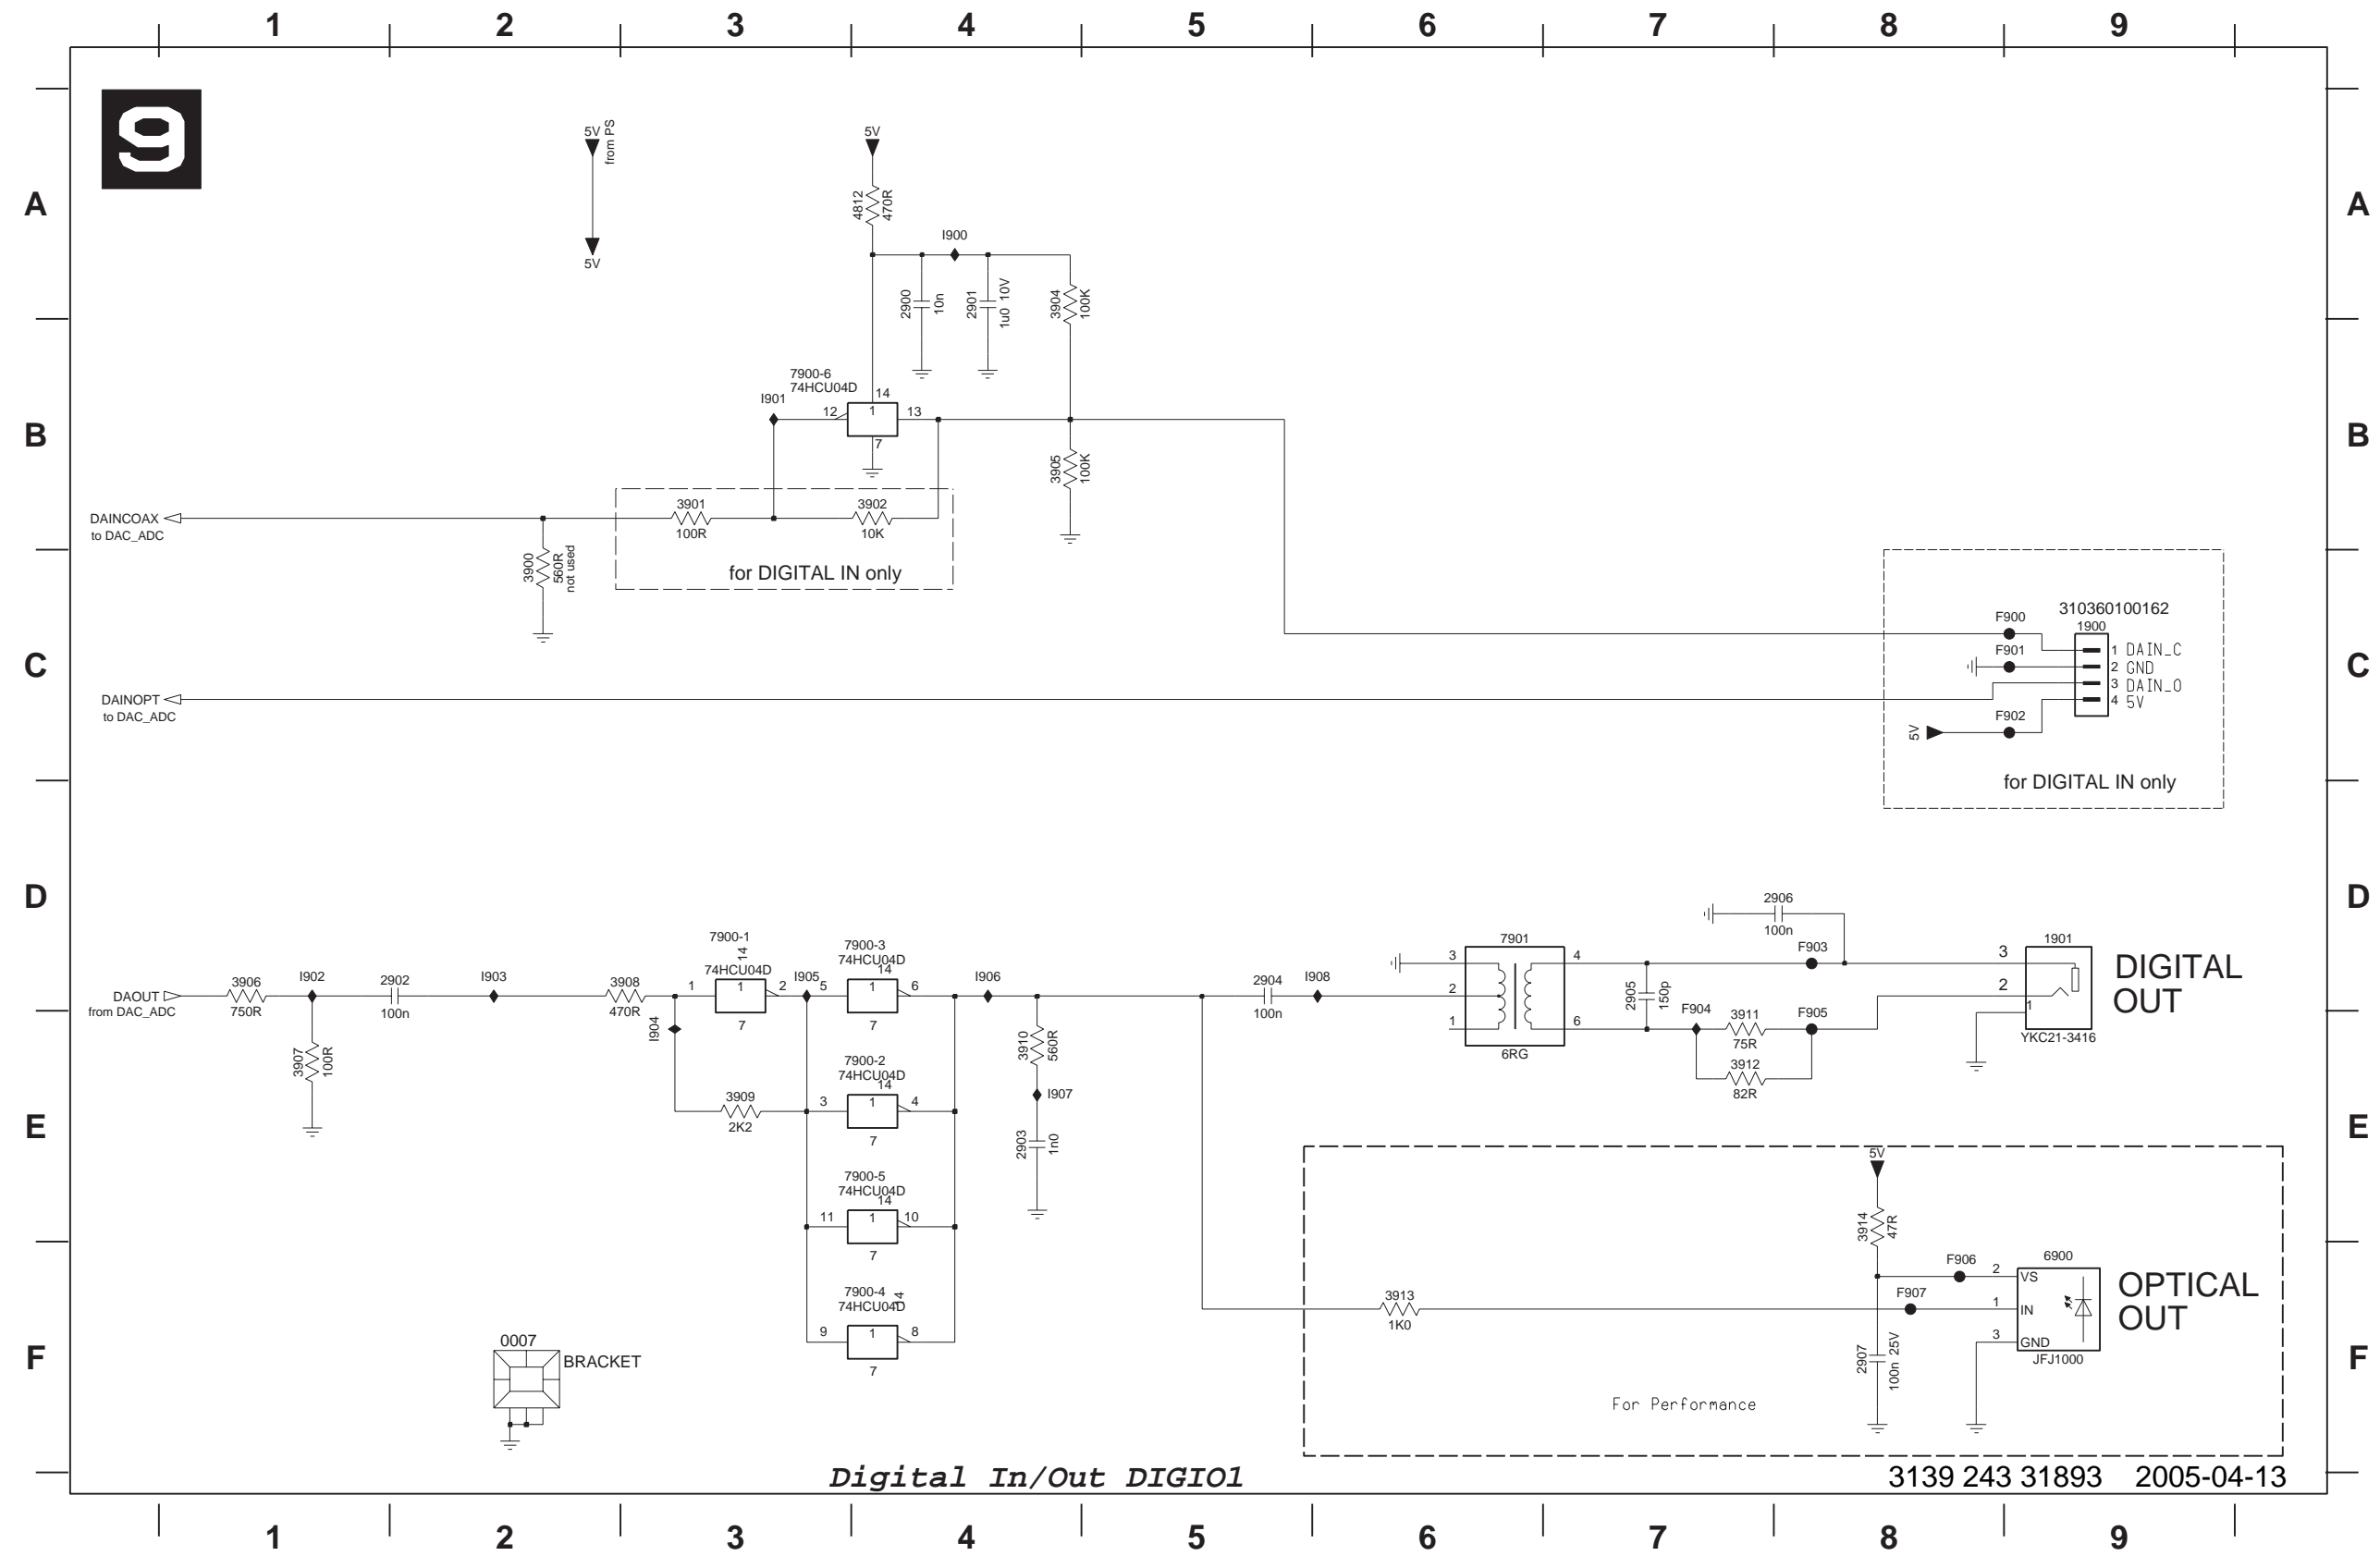 1 2 3 4 5 6 7 8 9
9
A
A
5V
from PS
5V
5V
4812
470R
I900
2900
10n
2901
1u0 10V
3904
100K
7900-6
74HCU04D
14
I901
12
1
13
7
B
B
3905
100K
3901
100R
3902
10K
for DIGITAL IN only
DAINCOAX
to DAC_ADC
3900
560R
not used
C
C
310360100162
1900
F900
F901
F902
1 DAIN_C
2 GND
3 DAIN_O
4 5V
5V
for DIGITAL IN only
DAINOPT
to DAC_ADC
D
D
2906
100n
F903
7900-1
14
74HCU04D
7900-3
74HCU04D
14
DAOUT
from DAC_ADC
3906
750R
I902
2902
100n
I903
3908
470R
I904
1
1
2
7
I905
5
1
6
7
I906
2904
100n
I908
7901
3
2
1
4
6
6RG
2905
150p
F904
3911
75R
F905
3912
82R
1901
3
2
1
YKC21-3416
DIGITAL
OUT
3907
100R
3910
560R
I907
2903
1n0
7900-2
74HCU04D
14
3
1
4
7
3909
2K2
E
E
7900-5
74HCU04D
14
11
1
10
7
7900-4
14
74HCU04D
9
1
8
7
5V
3914
47R
F906
F907
6900
2
VS
1
IN
3
GND
JFJ1000
OPTICAL
OUT
3913
1K0
2907
100n 25V
For Performance
F
F
0007
BRACKET
Digital In/Out DIGIO1
3139 243 31893 2005-04-13
1 2 3 4 5 6 7 8 9